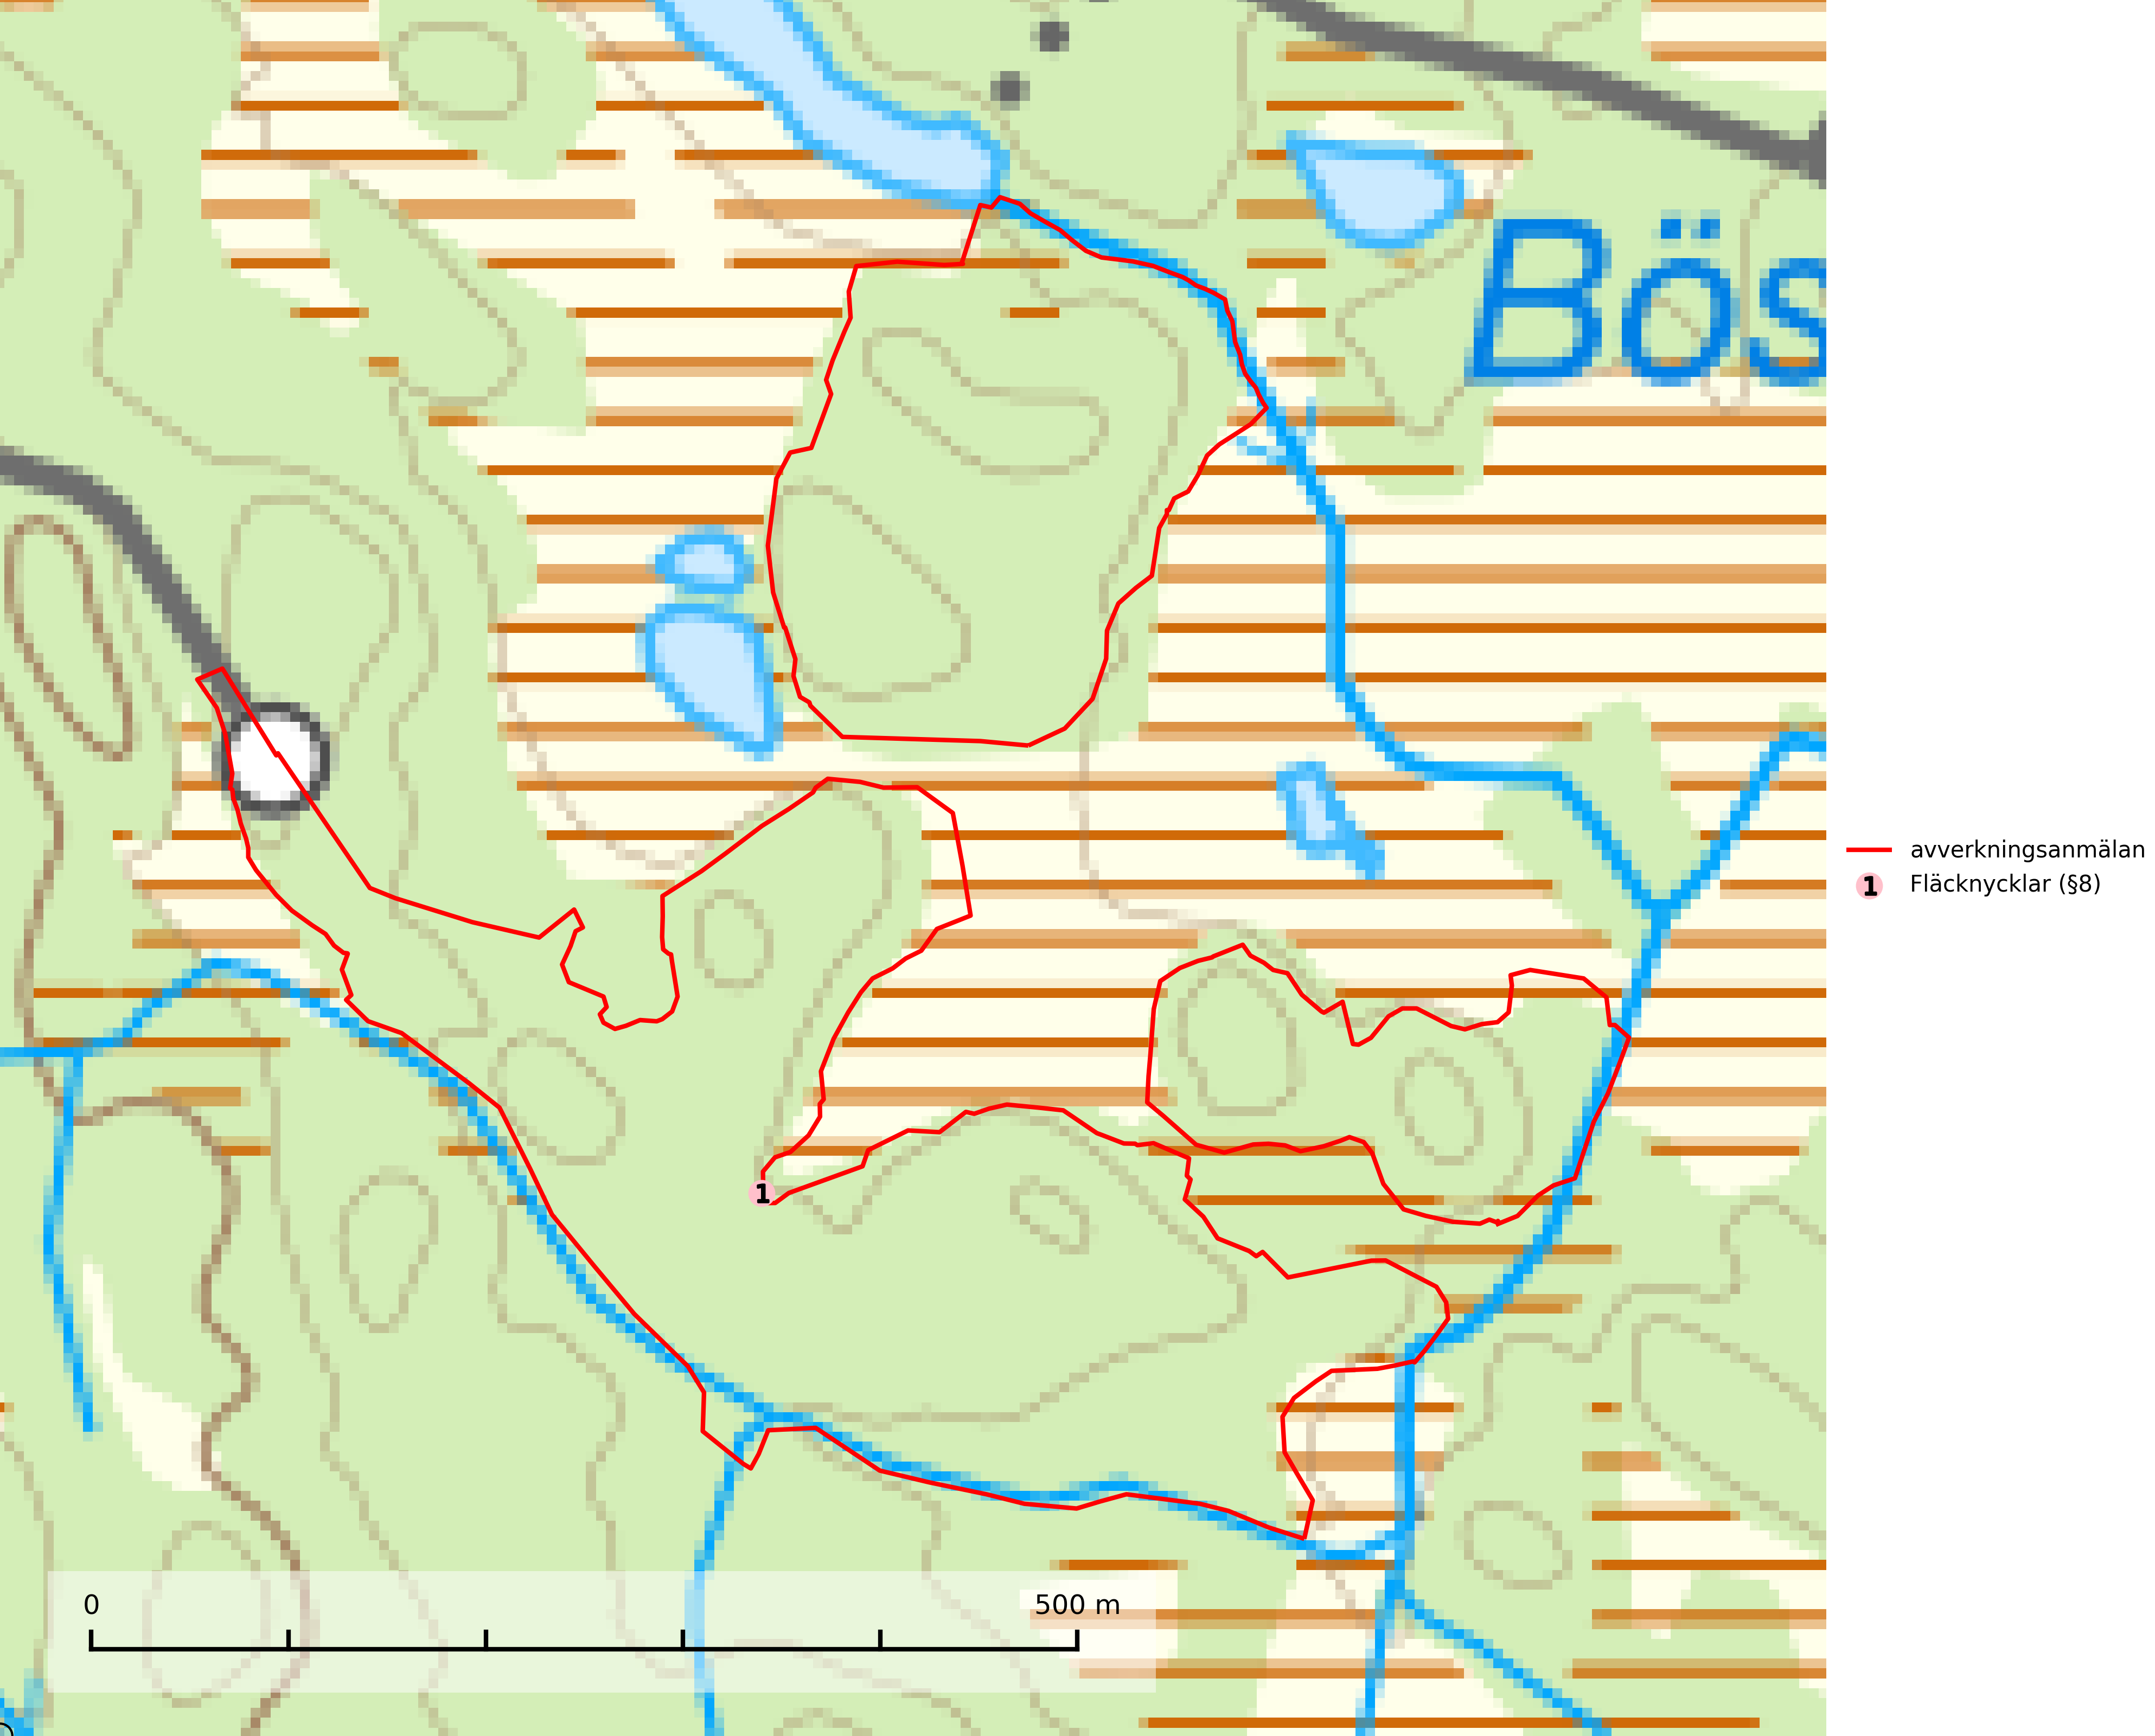 Bös
avverkningsanmälan
1 Fläcknycklar (§8)
1
0 500 m